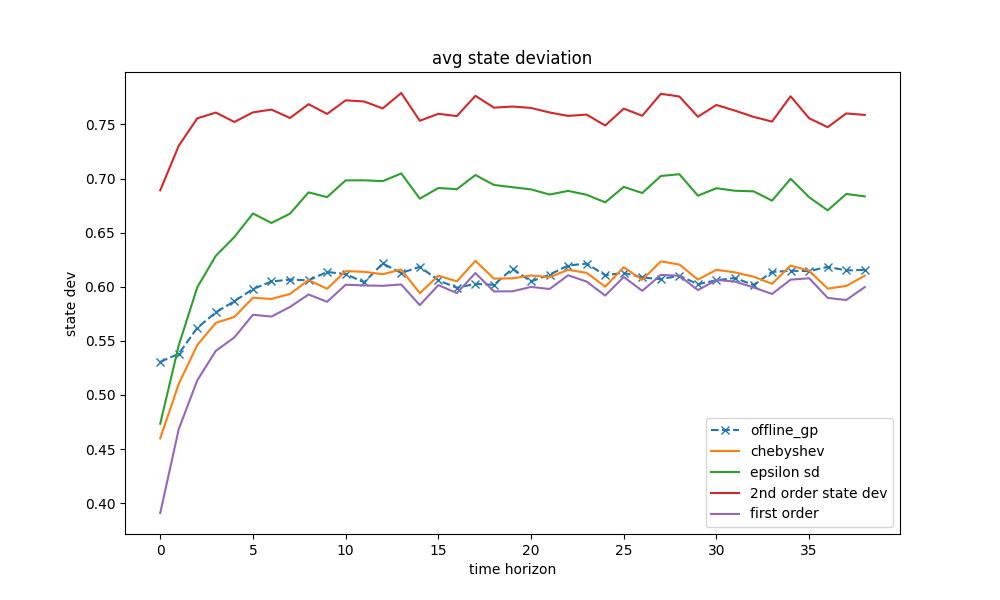 avg state deviation
state dev
0.75
0.70
0.65
0.60
0.55
0.50
0.45
0.40
offline_gp
chebyshev
epsilon sd
2nd order state dev
first order
0 5 10 15 20 25 30 35
time horizon